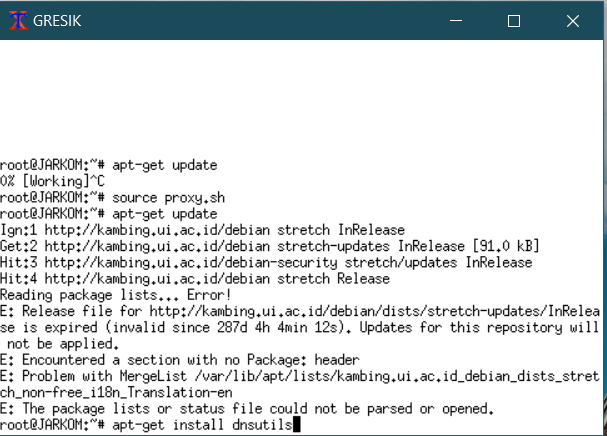 GRESIK
root@JARKOM:~# apt-get update
0% [Working]^C
root@JARKOM:~# source proxy.sh
root@JARKOM:~# apt-get update
Ign:1 http://kambing.ui.ac.id/debian stretch InRelease
Get:2 http://kambing.ui.ac.id/debian stretch-updates InRelease [91.0 kB]
Hit:3 http://kambing.ui.ac.id/debian-security stretch/updates InRelease
Hit:4 http://kambing.ui.ac.id/debian stretch Release
Reading package lists... Error!
E: Release file for http://kambing.ui.ac.id/debian/dists/stretch-updates/InRelea
se is expired (invalid since 287d 4h 4min 12s). Updates for this repository will
 not be applied.
E: Encountered a section with no Package: header
E: Problem with MergeList /var/lib/apt/lists/kambing.ui.ac.id_debian_dists_stret
ch_non-free_i18n_Translation-en
E: The package lists or status file could not be parsed or opened.
root@JARKOM:~# apt-get install dnsutils